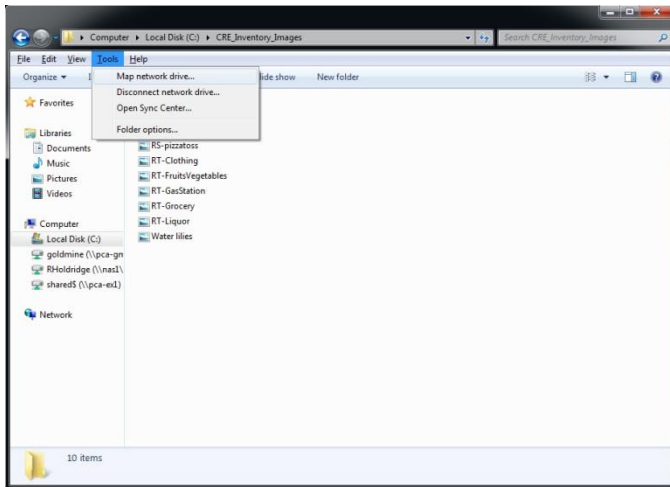 Computer ▸ Local Disk (C:) ▸ CRE_Inventory_Images
Search CRE_Inventory_Images
File Edit View Tools Help
Organize
lide show
New folder
Map network drive...
Disconnect network drive...
Open Sync Center...
Folder options...
Favorites
Libraries
Documents
Music
Pictures
Videos
Computer
Local Disk (C:)
goldmine (\\pca-gn
RHoldridge (\\nas1\
shared$ (\\pca-ex1)
Network
RS-pizzatoss
RT-Clothing
RT-FruitsVegetables
RT-GasStation
RT-Grocery
RT-Liquor
Water lilies
10 items